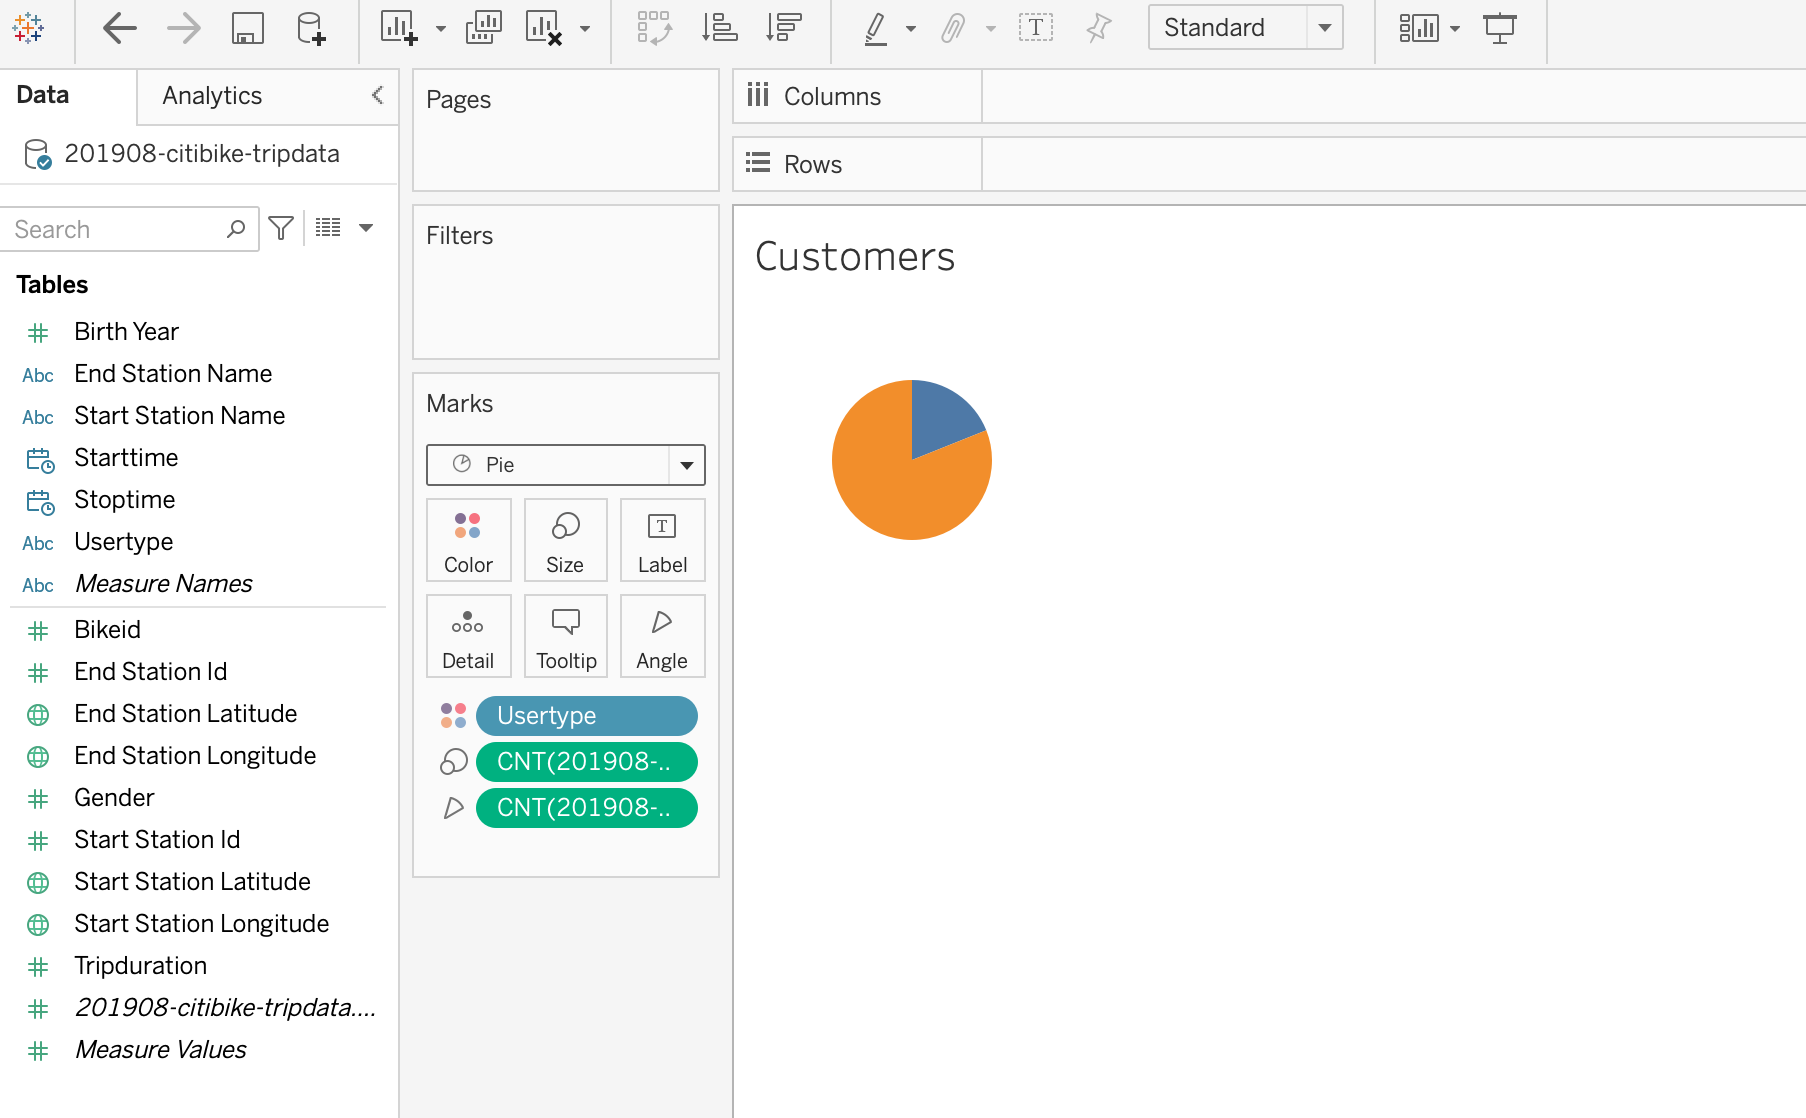 Standard
Data
Analytics
201908-citibike-tripdata
Search
Tables
Birth Year
Abc End Station Name
Abc Start Station Name
Starttime
Stoptime
Abc Usertype
Abc Measure Names
Bikeid
End Station Id
End Station Latitude
End Station Longitude
Gender
Start Station Id
Start Station Latitude
Start Station Longitude
Tripduration
201908-citibike-tripdata....
Measure Values
Pages
Filters
Marks
Pie
Color Size Label
Detail Tooltip Angle
Usertype
CNT(201908-..
CNT(201908-..
Columns
Rows
Customers